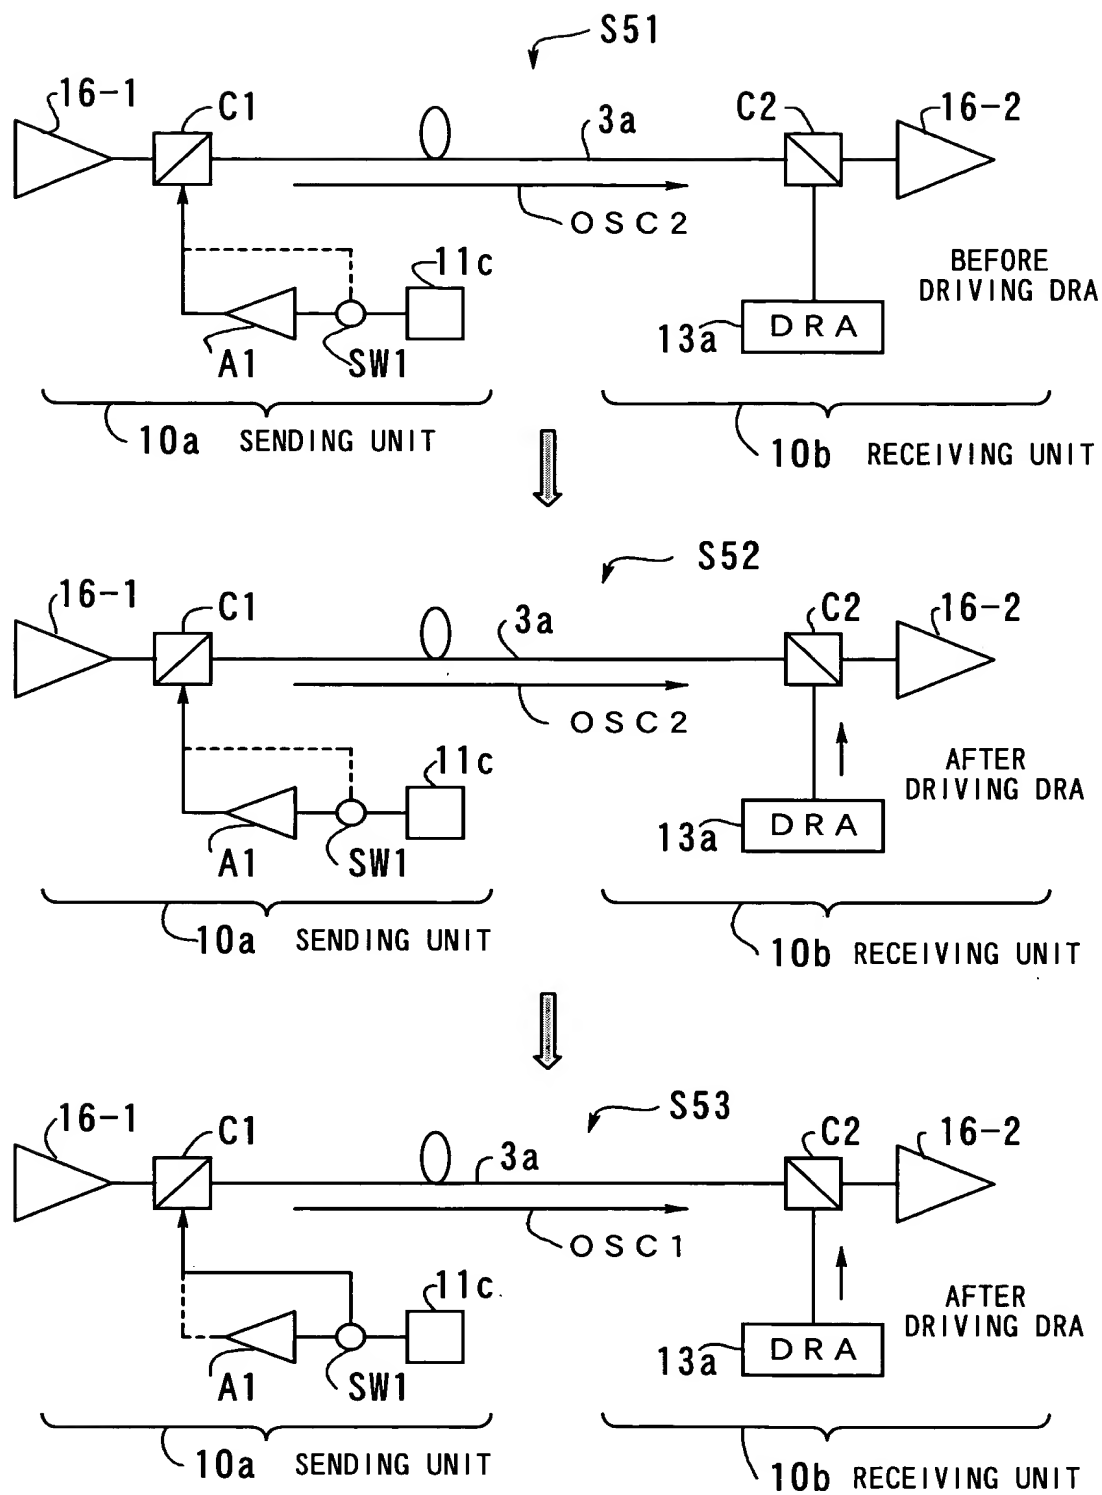 S51
16-1
C1
3a
C2
16-2
OSC2
11c
BEFORE
DRIVING DRA
13a
DRA
A1
SW1
10a SENDING UNIT
10b RECEIVING UNIT
S52
16-1
C1
3a
C2
16-2
OSC2
11c
AFTER
DRIVING DRA
13a
DRA
A1
SW1
10a SENDING UNIT
10b RECEIVING UNIT
S53
16-1
C1
3a
C2
16-2
OSC1
11c
AFTER
DRIVING DRA
13a
DRA
A1
SW1
10a SENDING UNIT
10b RECEIVING UNIT